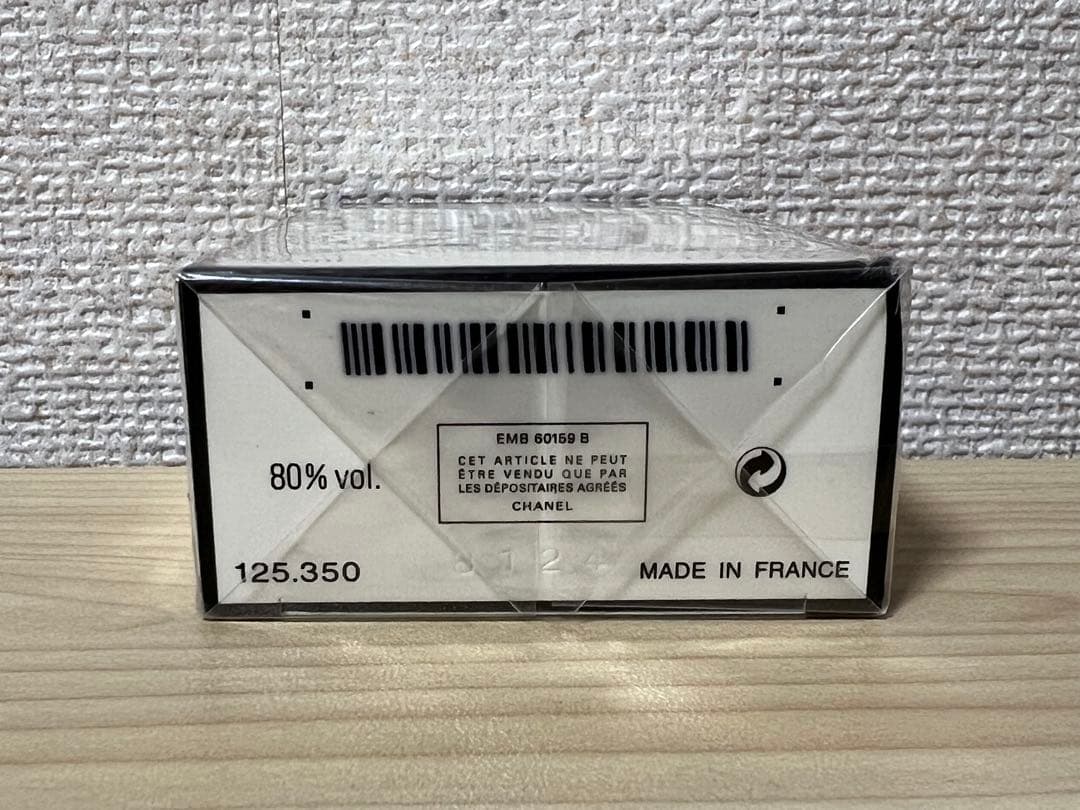 EMB 60159 B
CET ARTICLE NE PEUT
ÊTRE VENDU QUE PAR
LES DÉPOSITAIRES AGRÉÉS
CHANEL
80% vol.
125.350
MADE IN FRANCE